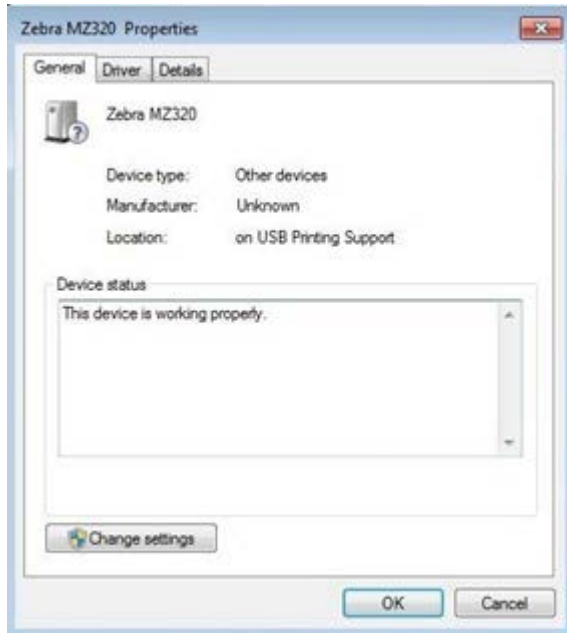 Zebra MZ320 Properties
General Driver Details
Zebra MZ320
Device type: Other devices
Manufacturer: Unknown
Location: on USB Printing Support
Device status
This device is working properly.
Change settings
OK Cancel